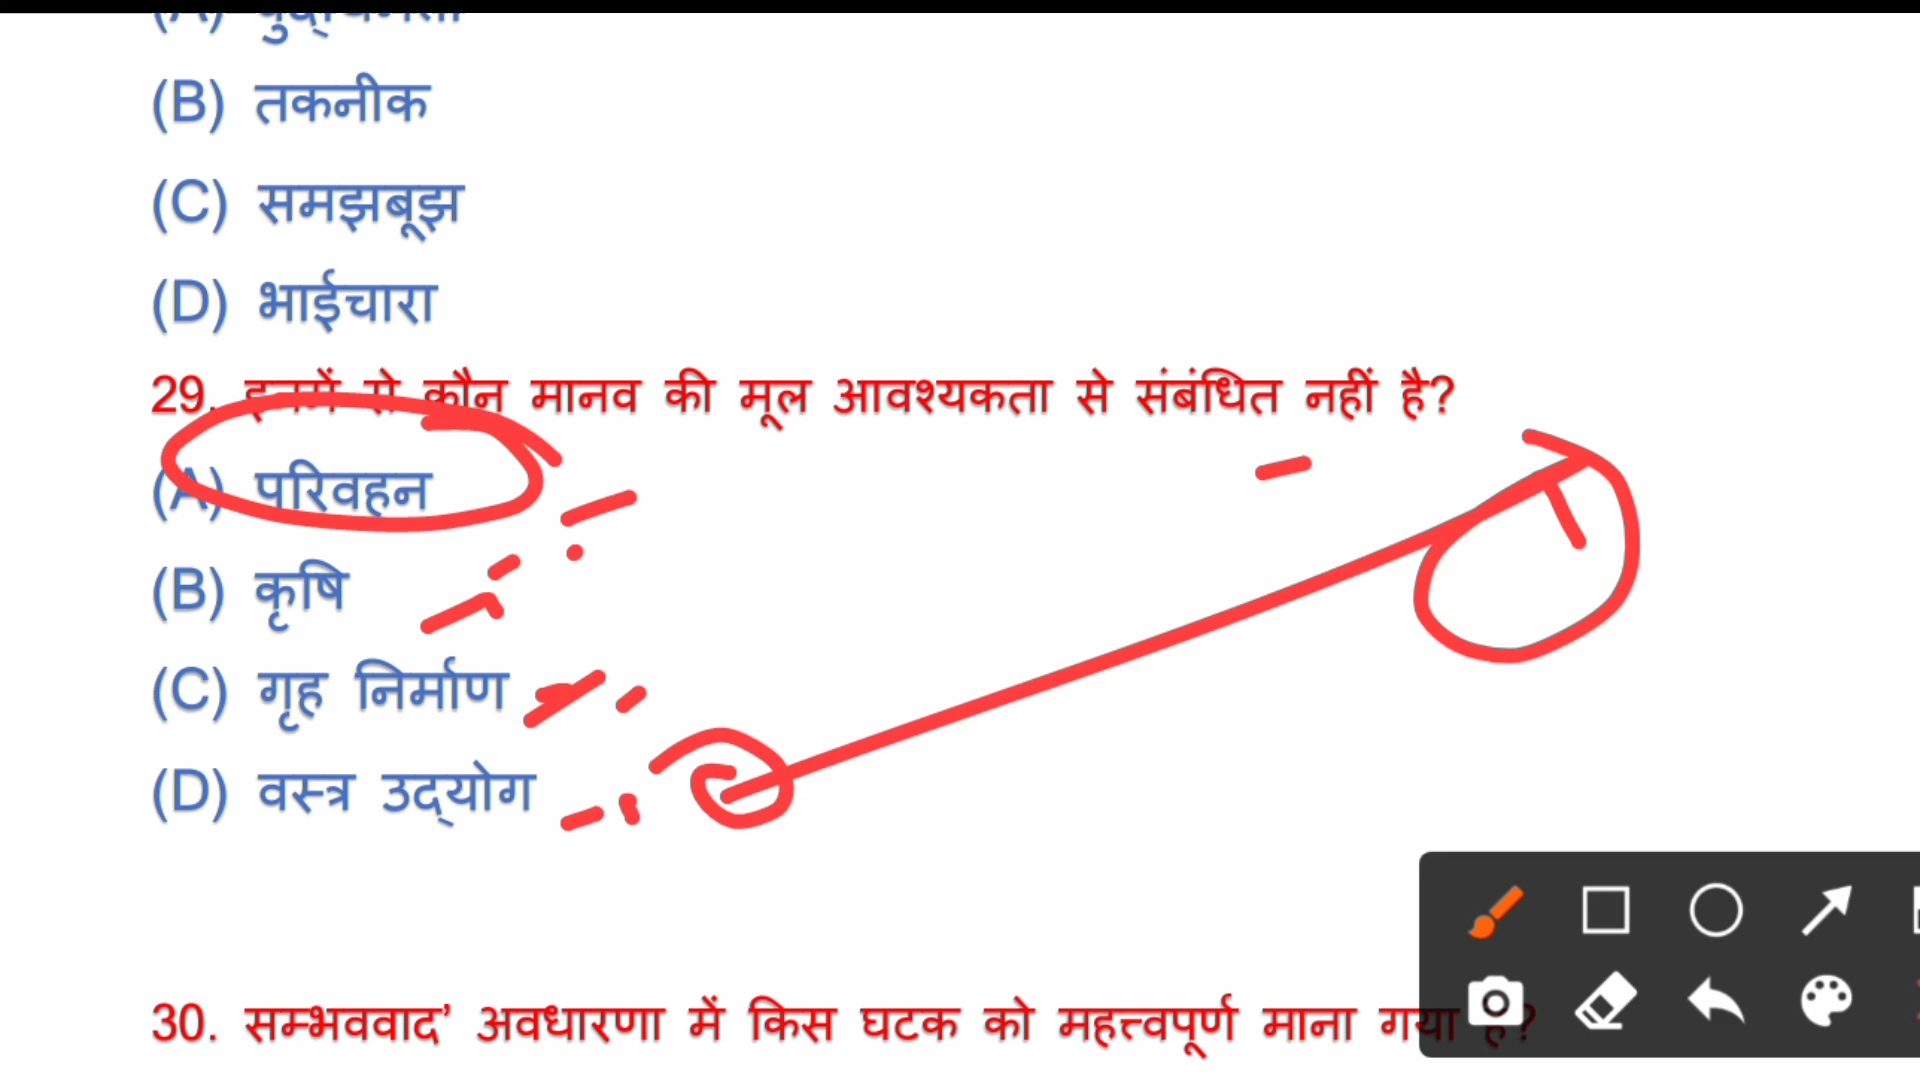 (B) तकनीक
(C) समझबूझ
(D) भाईचारा
29. इनमें से कौन मानव की मूल आवश्यकता से संबंधित नहीं है?
(A) परिवहन
(B) कृषि
(C) गृह निर्माण
(D) वस्त्र उद्योग
30. सम्भववाद’ अवधारणा में किस घटक को महत्त्वपूर्ण माना गया है?